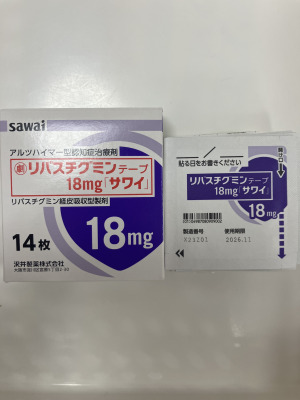 sawai
アルツハイマー型認知症治療剤
劇 リバスチグミンテープ
18mg「サワイ」
リバスチグミン経皮吸収型製剤
14枚
18mg
沢井製薬株式会社
貼る日をお書きください
リバスチグミンテープ
18mg「サワイ」
18mg
製造番号
使用期限
2025.11